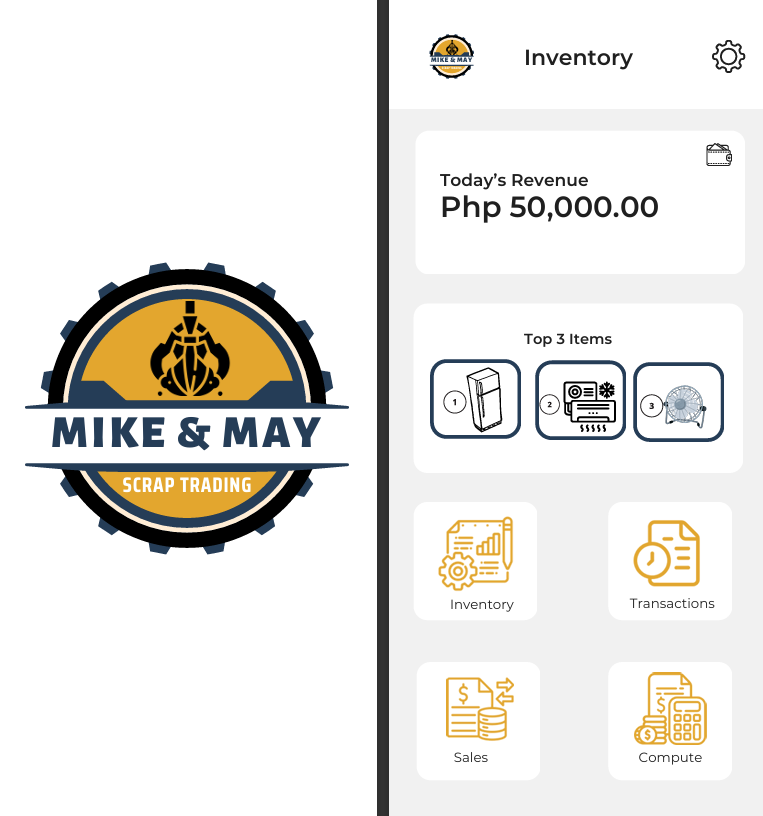 MIKE & MAY
SCRAP TRADING
MIKE & MAY
Inventory
Today's Revenue
Php 50,000.00
Top 3 Items
1
2
3
Inventory
Transactions
$
Sales
$
$
Compute